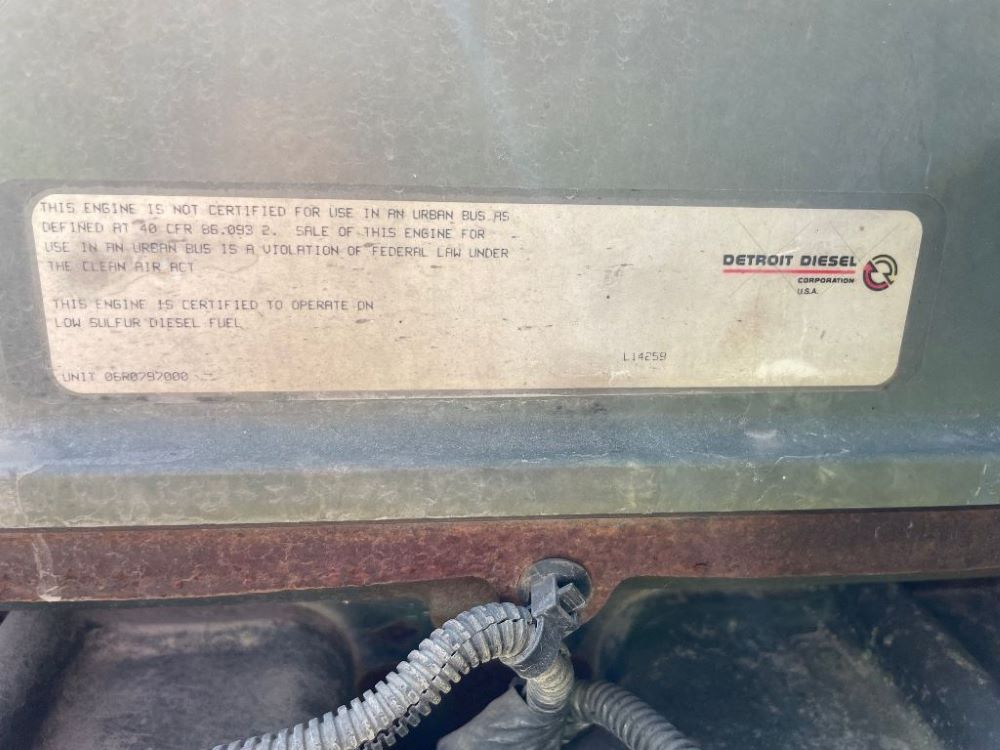 THIS ENGINE IS NOT CERTIFIED FOR USE IN AN URBAN BUS AS
DEFINED AT 40 CFR 86.093 2. SALE OF THIS ENGINE FOR
USE IN AN URBAN BUS IS A VIOLATION OF FEDERAL LAW UNDER
THE CLEAN AIR ACT
THIS ENGINE IS CERTIFIED TO OPERATE ON
LOW SULFUR DIESEL FUEL
UNIT 06R0797000
L14259
DETROIT DIESEL
CORPORATION
U.S.A.